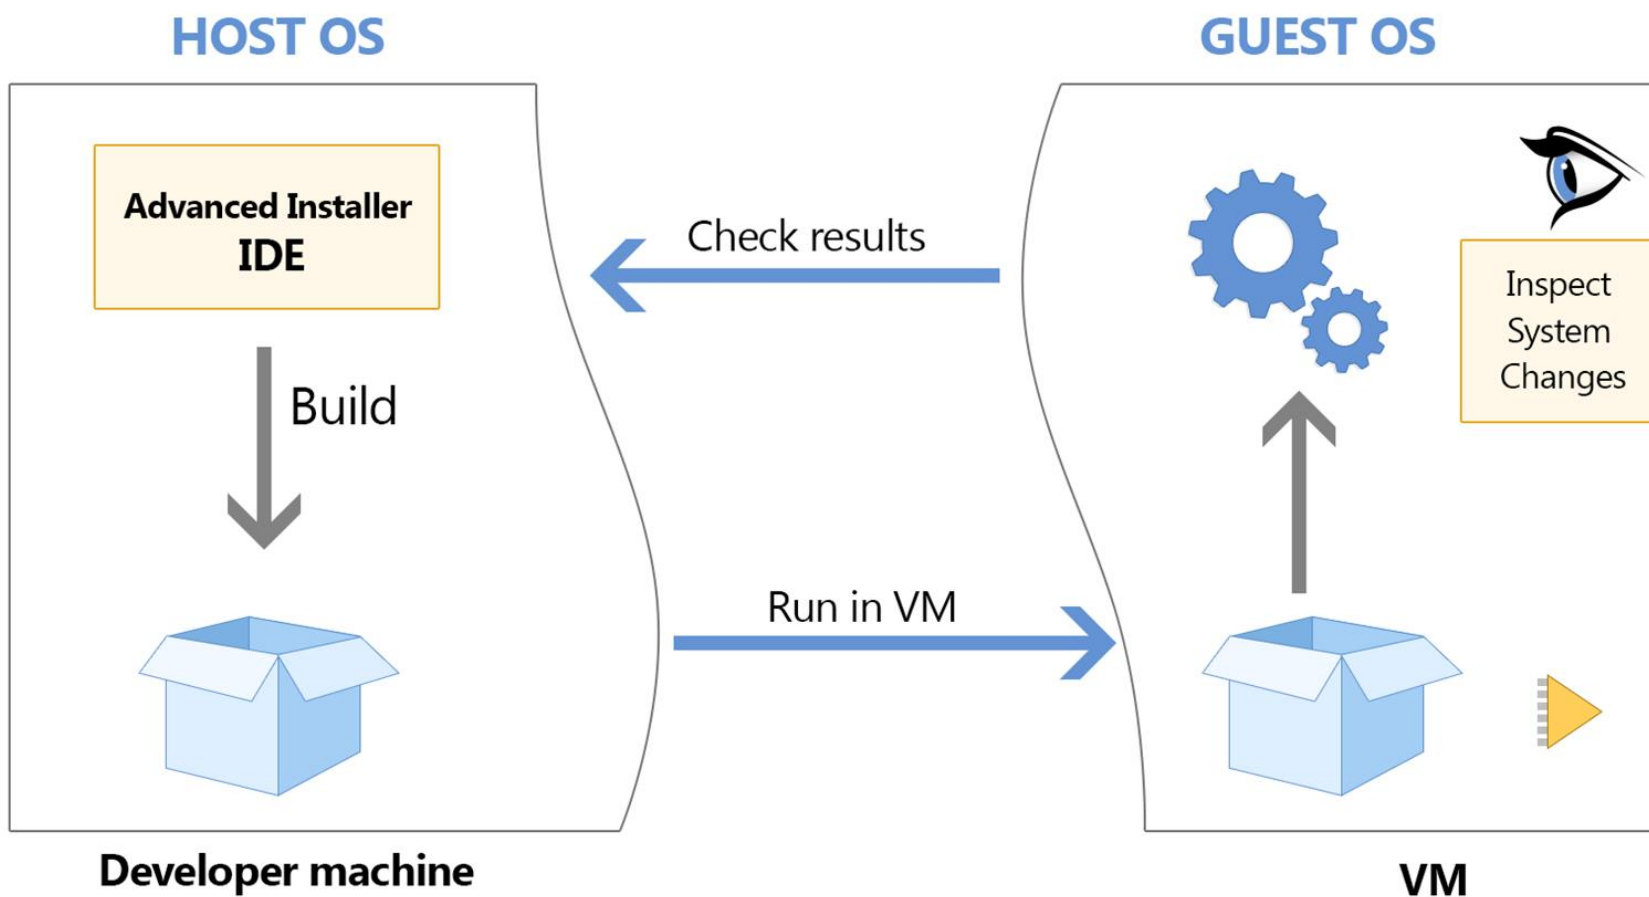 HOST OS
GUEST OS
Advanced Installer
IDE
Check results
Inspect
System
Changes
Build
Run in VM
Developer machine
VM